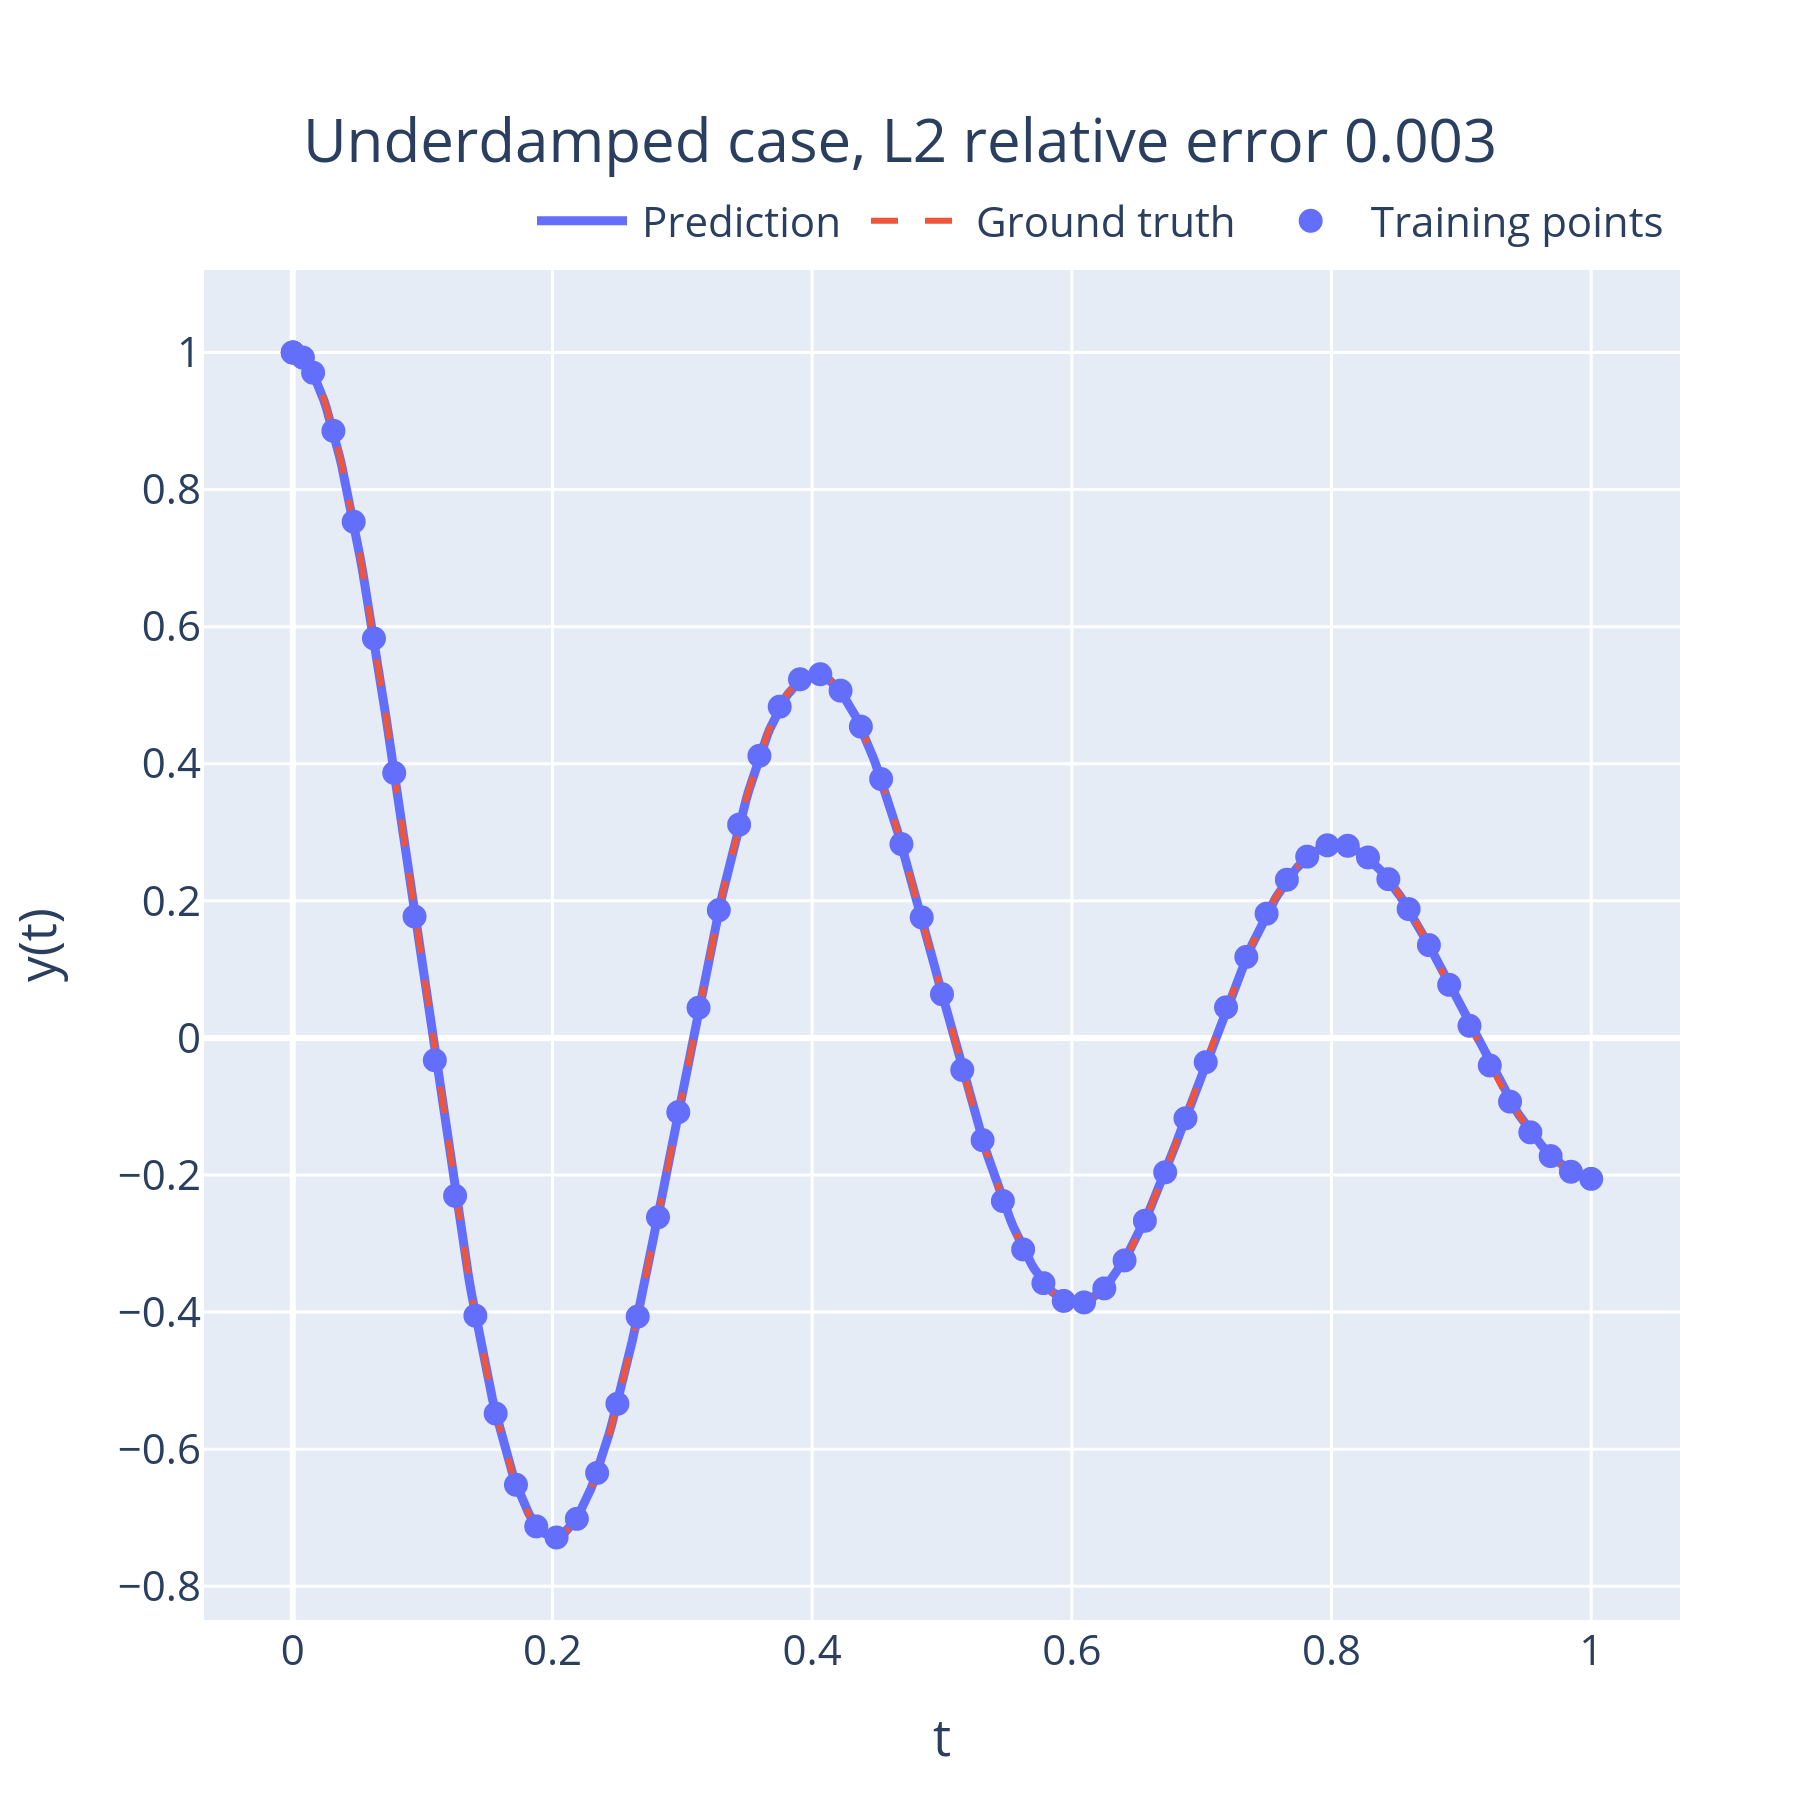 Underdamped case, L2 relative error 0.003
Prediction Ground truth Training points
1
0.8
0.6
0.4
0.2
0
−0.2
−0.4
−0.6
−0.8
y(t)
0 0.2 0.4 0.6 0.8 1
t